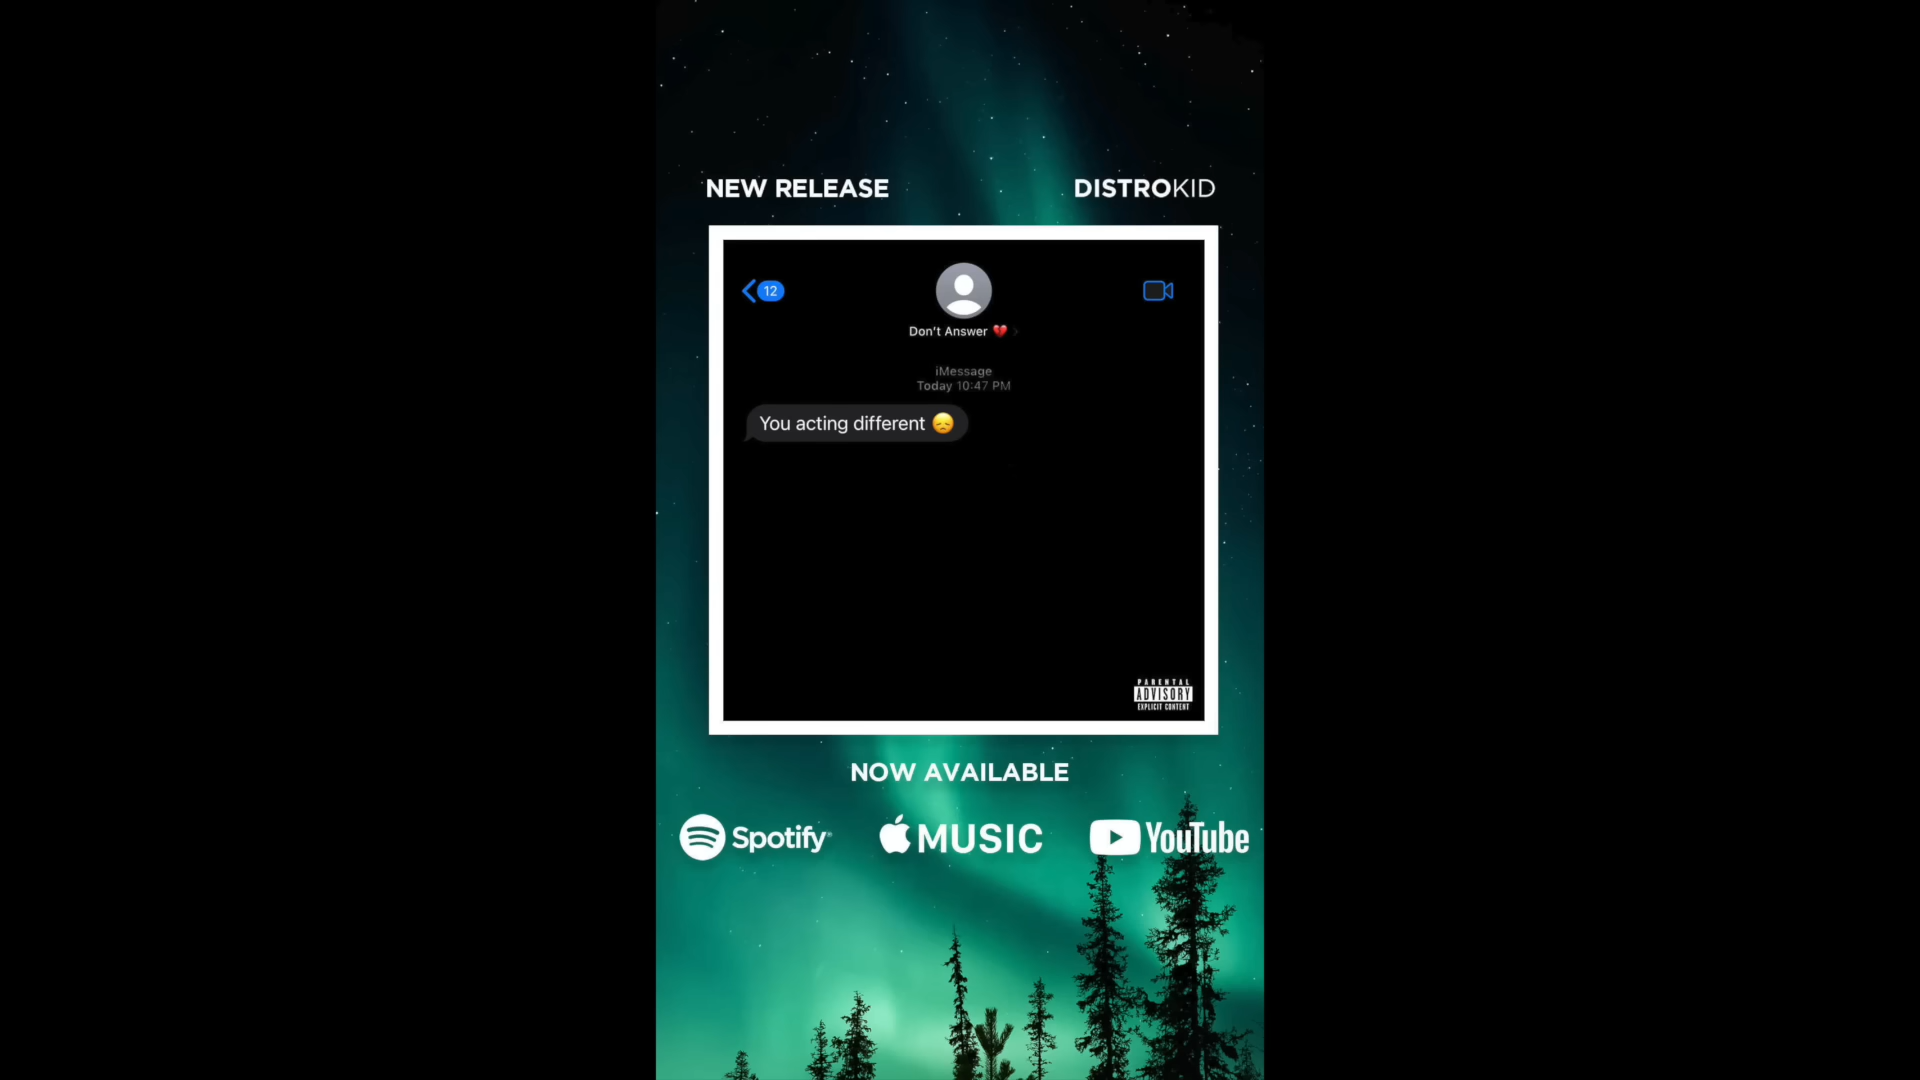 NEW RELEASE
DISTROKID
12
Don't Answer 💔
iMessage
Today 10:47 PM
You acting different 😞
PARENTAL
ADVISORY
EXPLICIT CONTENT
NOW AVAILABLE
Spotify
MUSIC
YouTube